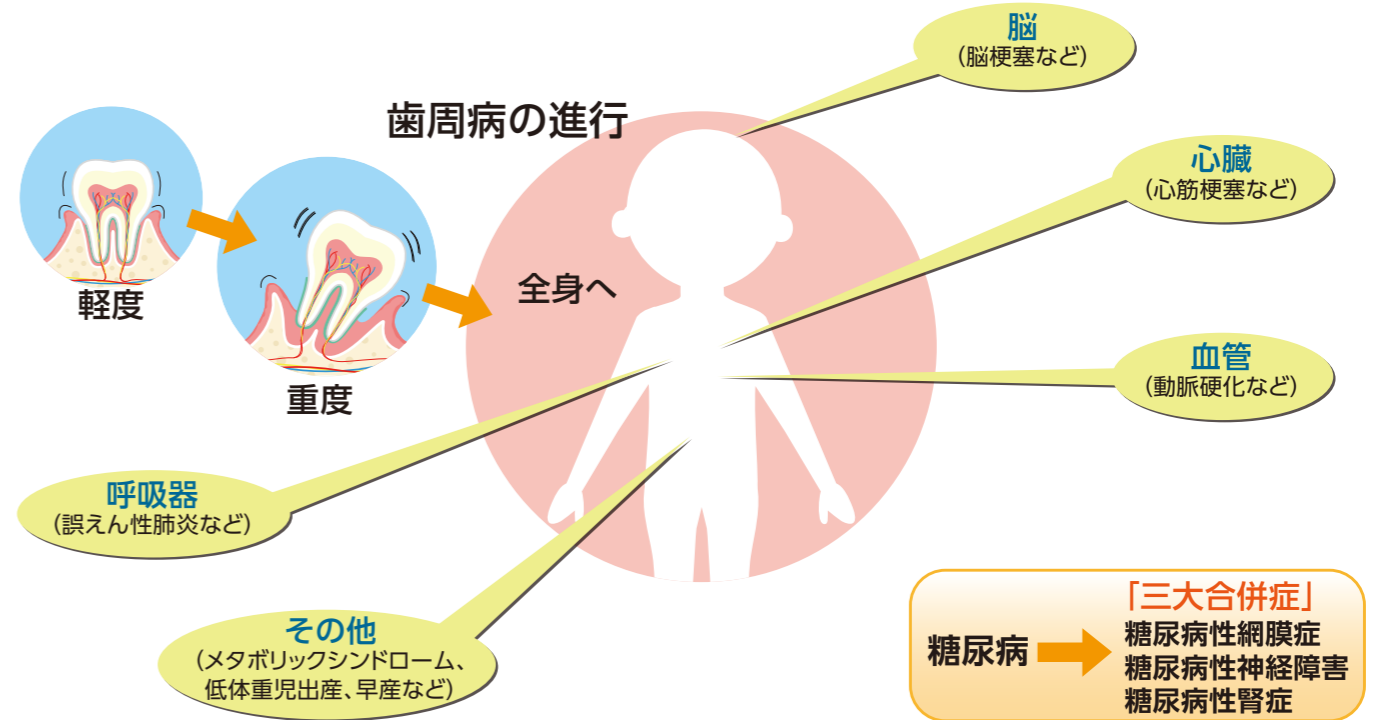 歯周病の進行
軽度
重度
全身へ
脳
(脳梗塞など)
心臓
(心筋梗塞など)
血管
(動脈硬化など)
呼吸器
(誤えん性肺炎など)
その他
(メタボリックシンドローム、
低体重児出産、早産など)
糖尿病
「三大合併症」
糖尿病性網膜症
糖尿病性神経障害
糖尿病性腎症